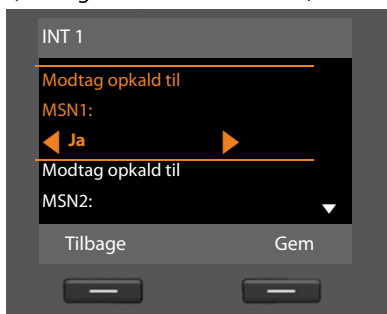 INT 1
Modtag opkald til
MSN1:
Ja
Modtag opkald til
MSN2:
Tilbage Gem